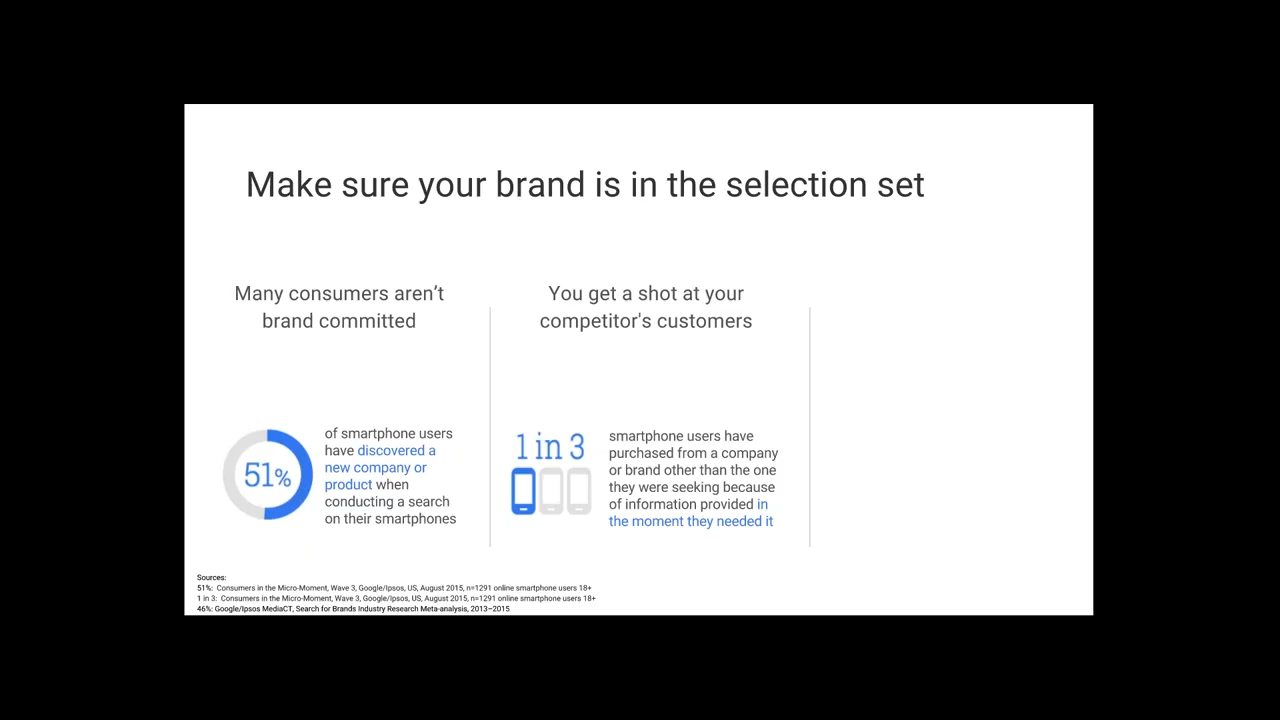 Make sure your brand is in the selection set
Many consumers aren’t
brand committed
51%
of smartphone users
have discovered a
new company or
product when
conducting a search
on their smartphones
You get a shot at your
competitor's customers
1 in 3
smartphone users have
purchased from a company
or brand other than the one
they were seeking because
of information provided in
the moment they needed it
Sources:
51%: Consumers in the Micro-Moment, Wave 3, Google/Ipsos, US, August 2015, n=1291 online smartphone users 18+
1 in 3: Consumers in the Micro-Moment, Wave 3, Google/Ipsos, US, August 2015, n=1291 online smartphone users 18+
46%: Google/Ipsos MediaCT, Search for Brands Industry Research Meta-analysis, 2013–2015